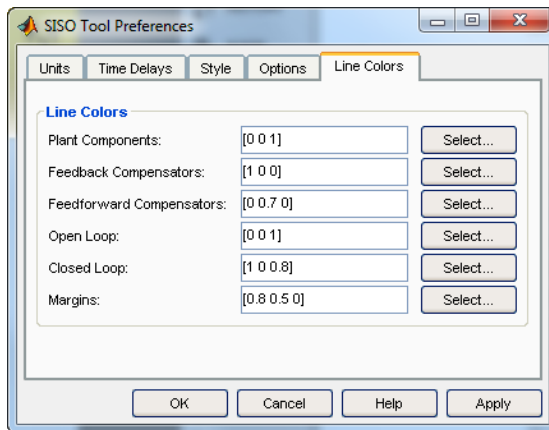 SISO Tool Preferences
Units Time Delays Style Options Line Colors
Line Colors
Plant Components: [0 0 1] Select...
Feedback Compensators: [1 0 0] Select...
Feedforward Compensators: [0 0.7 0] Select...
Open Loop: [0 0 1] Select...
Closed Loop: [1 0 0.8] Select...
Margins: [0.8 0.5 0] Select...
OK Cancel Help Apply